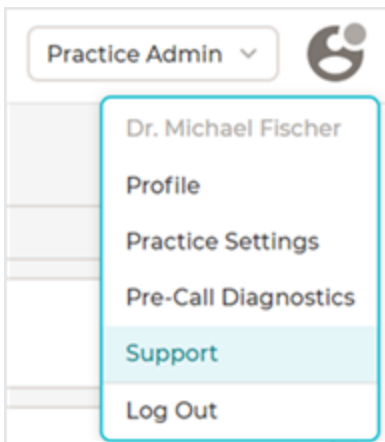 Practice Admin
Dr. Michael Fischer
Profile
Practice Settings
Pre-Call Diagnostics
Support
Log Out